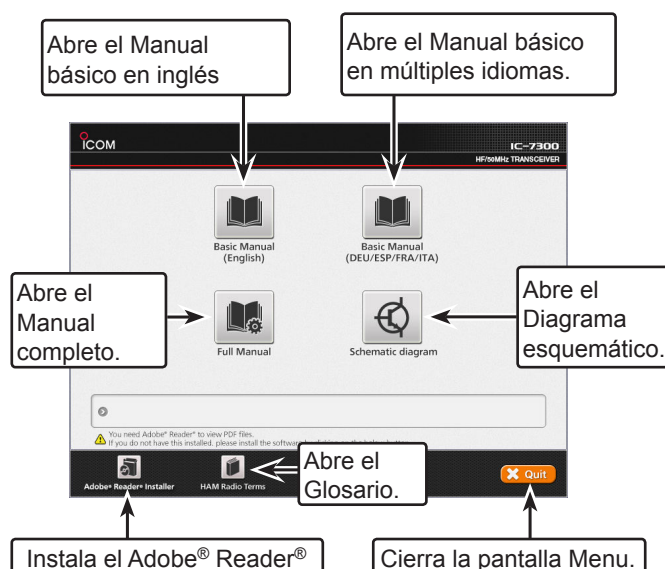 Abre el Manual
básico en inglés
Abre el Manual básico
en múltiples idiomas.
ICOM
IC-7300
HF/50MHz TRANSCEIVER
Basic Manual
(English)
Basic Manual
(DEU/ESP/FRA/ITA)
Abre el
Manual
completo.
Abre el
Diagrama
esquemático.
Full Manual
Schematic diagram
You need Adobe® Reader® to view PDF files.
If you do not have this installed, please install the software
Abre el
Glosario.
Adobe® Reader® Installer
HAM Radio Terms
Quit
Instala el Adobe® Reader®
Cierra la pantalla Menu.